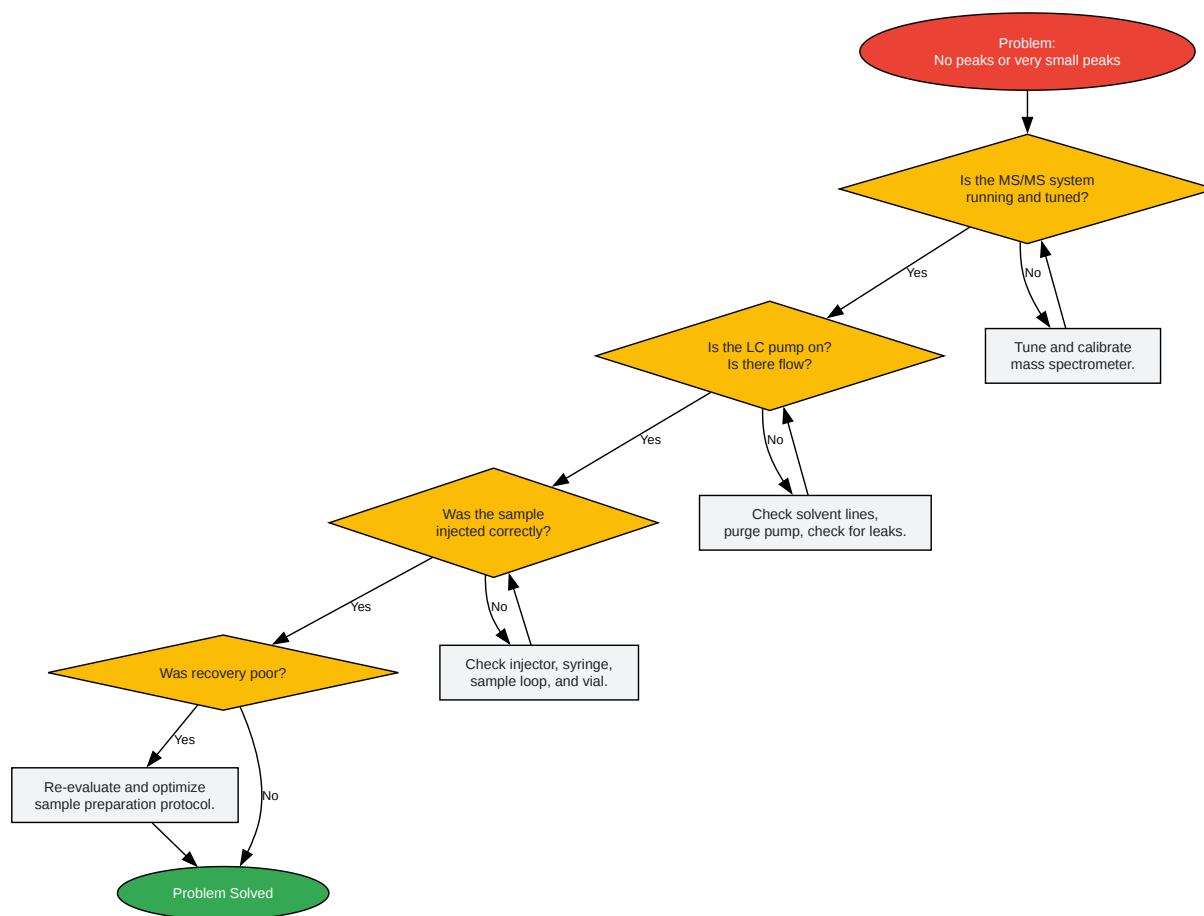 Problem:
No peaks or very small peaks
Is the MS/MS system
running and tuned?
Yes
No
Tune and calibrate
mass spectrometer.
Is the LC pump on?
Is there flow?
Yes
No
Check solvent lines,
purge pump, check for leaks.
Was the sample
injected correctly?
Yes
No
Check injector, syringe,
sample loop, and vial.
Was recovery poor?
Yes
No
Re-evaluate and optimize
sample preparation protocol.
Problem Solved